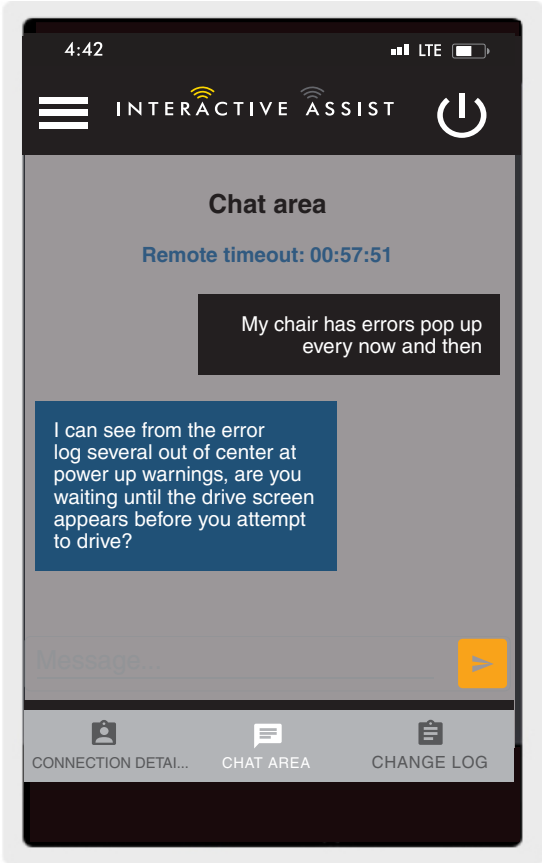 4:42
LTE
INTERACTIVE ASSIST
Chat area
Remote timeout: 00:57:51
My chair has errors pop up
every now and then
I can see from the error
log several out of center at
power up warnings, are you
waiting until the drive screen
appears before you attempt
to drive?
Message...
CONNECTION DETAI...
CHAT AREA
CHANGE LOG